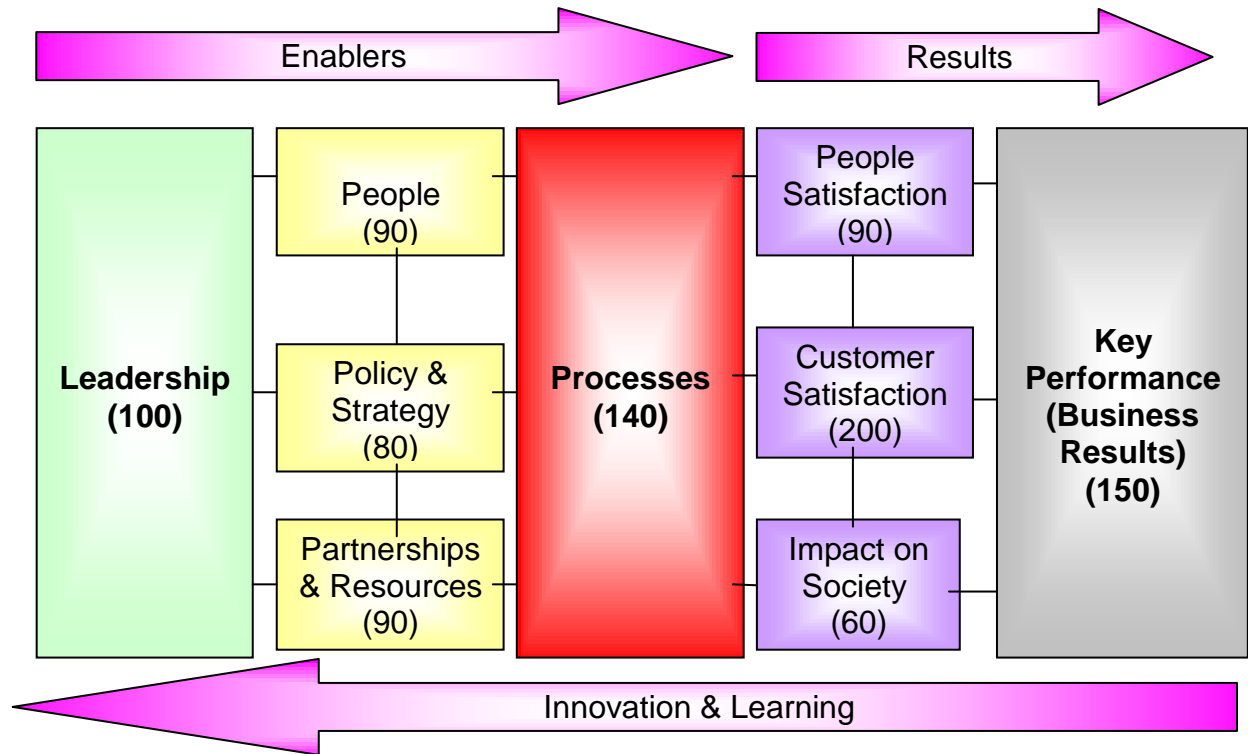 Enablers
Results
Leadership
(100)
People
(90)
Policy &
Strategy
(80)
Partnerships
& Resources
(90)
Processes
(140)
People
Satisfaction
(90)
Customer
Satisfaction
(200)
Impact on
Society
(60)
Key
Performance
(Business
Results)
(150)
Innovation & Learning